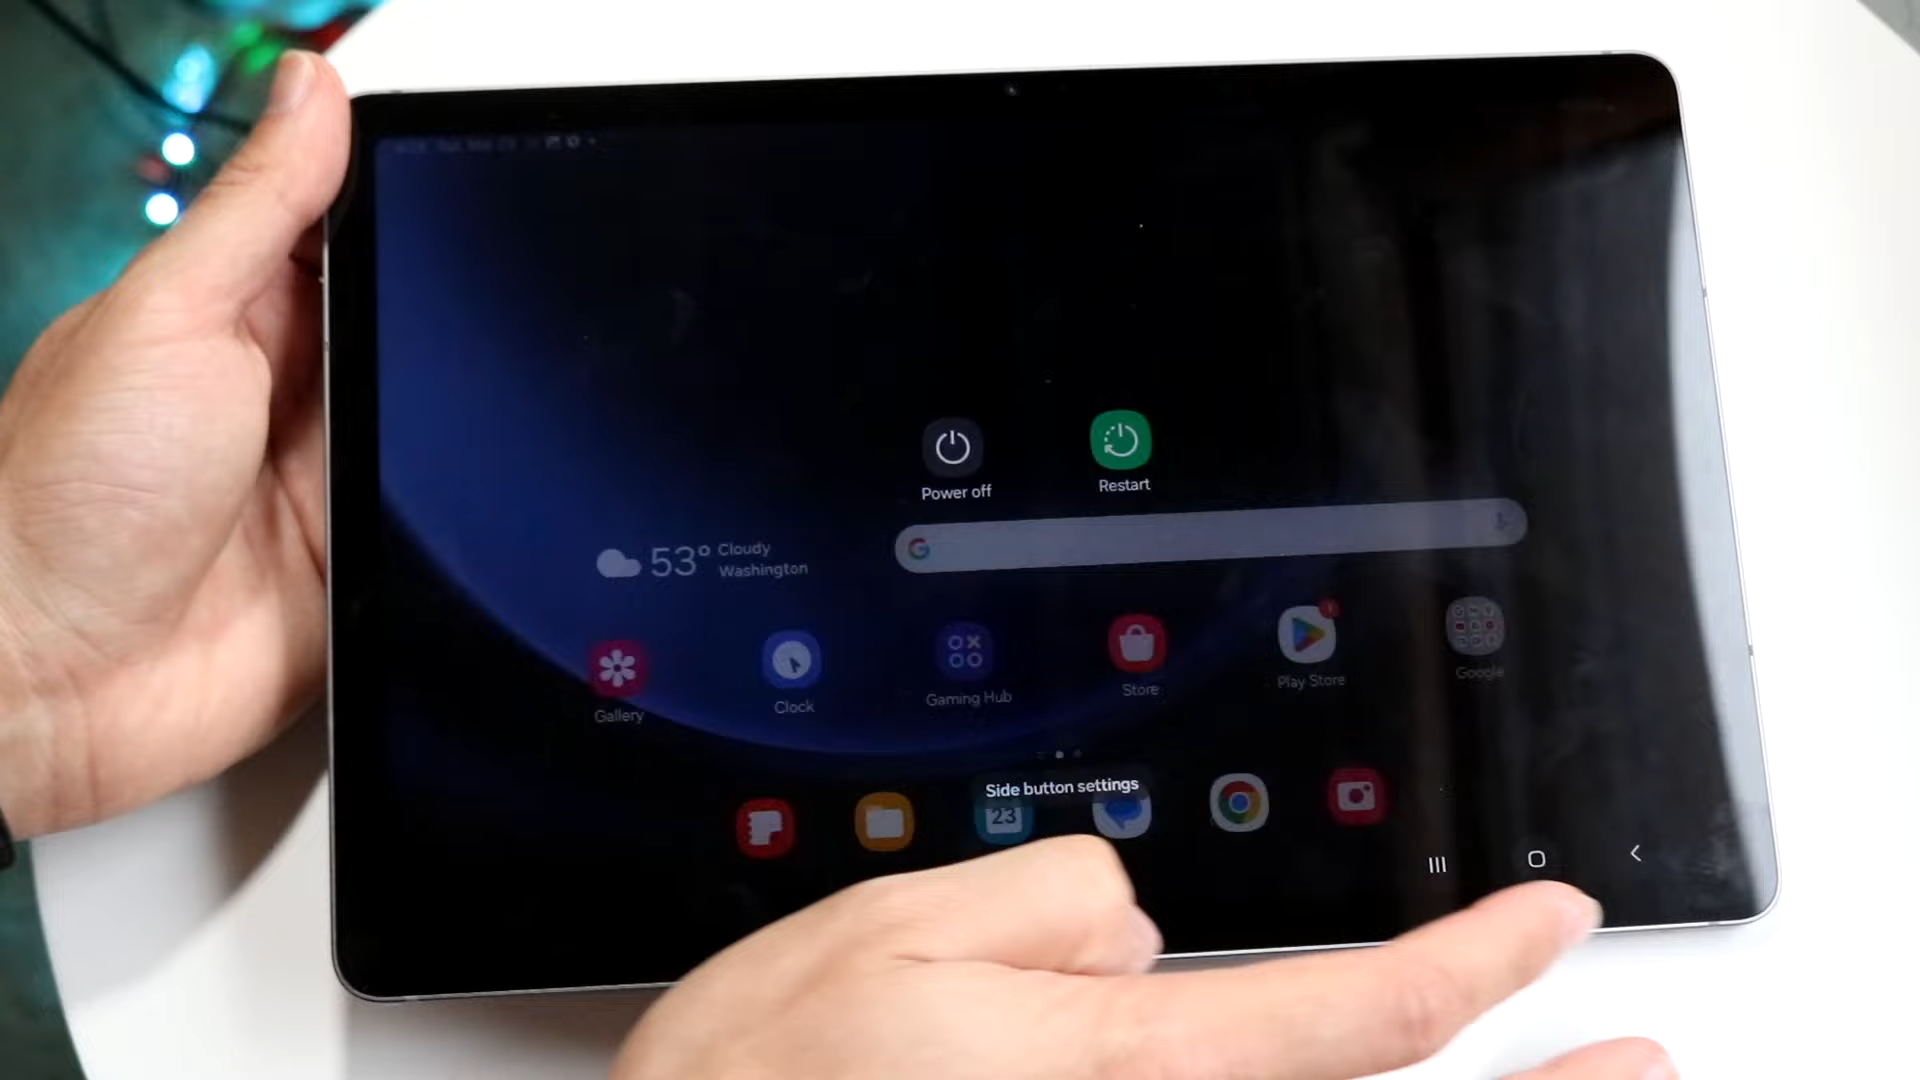 Power off
Restart
53° Cloudy
Washington
Gallery
Clock
Gaming Hub
Store
Play Store
Google
Side button settings
23